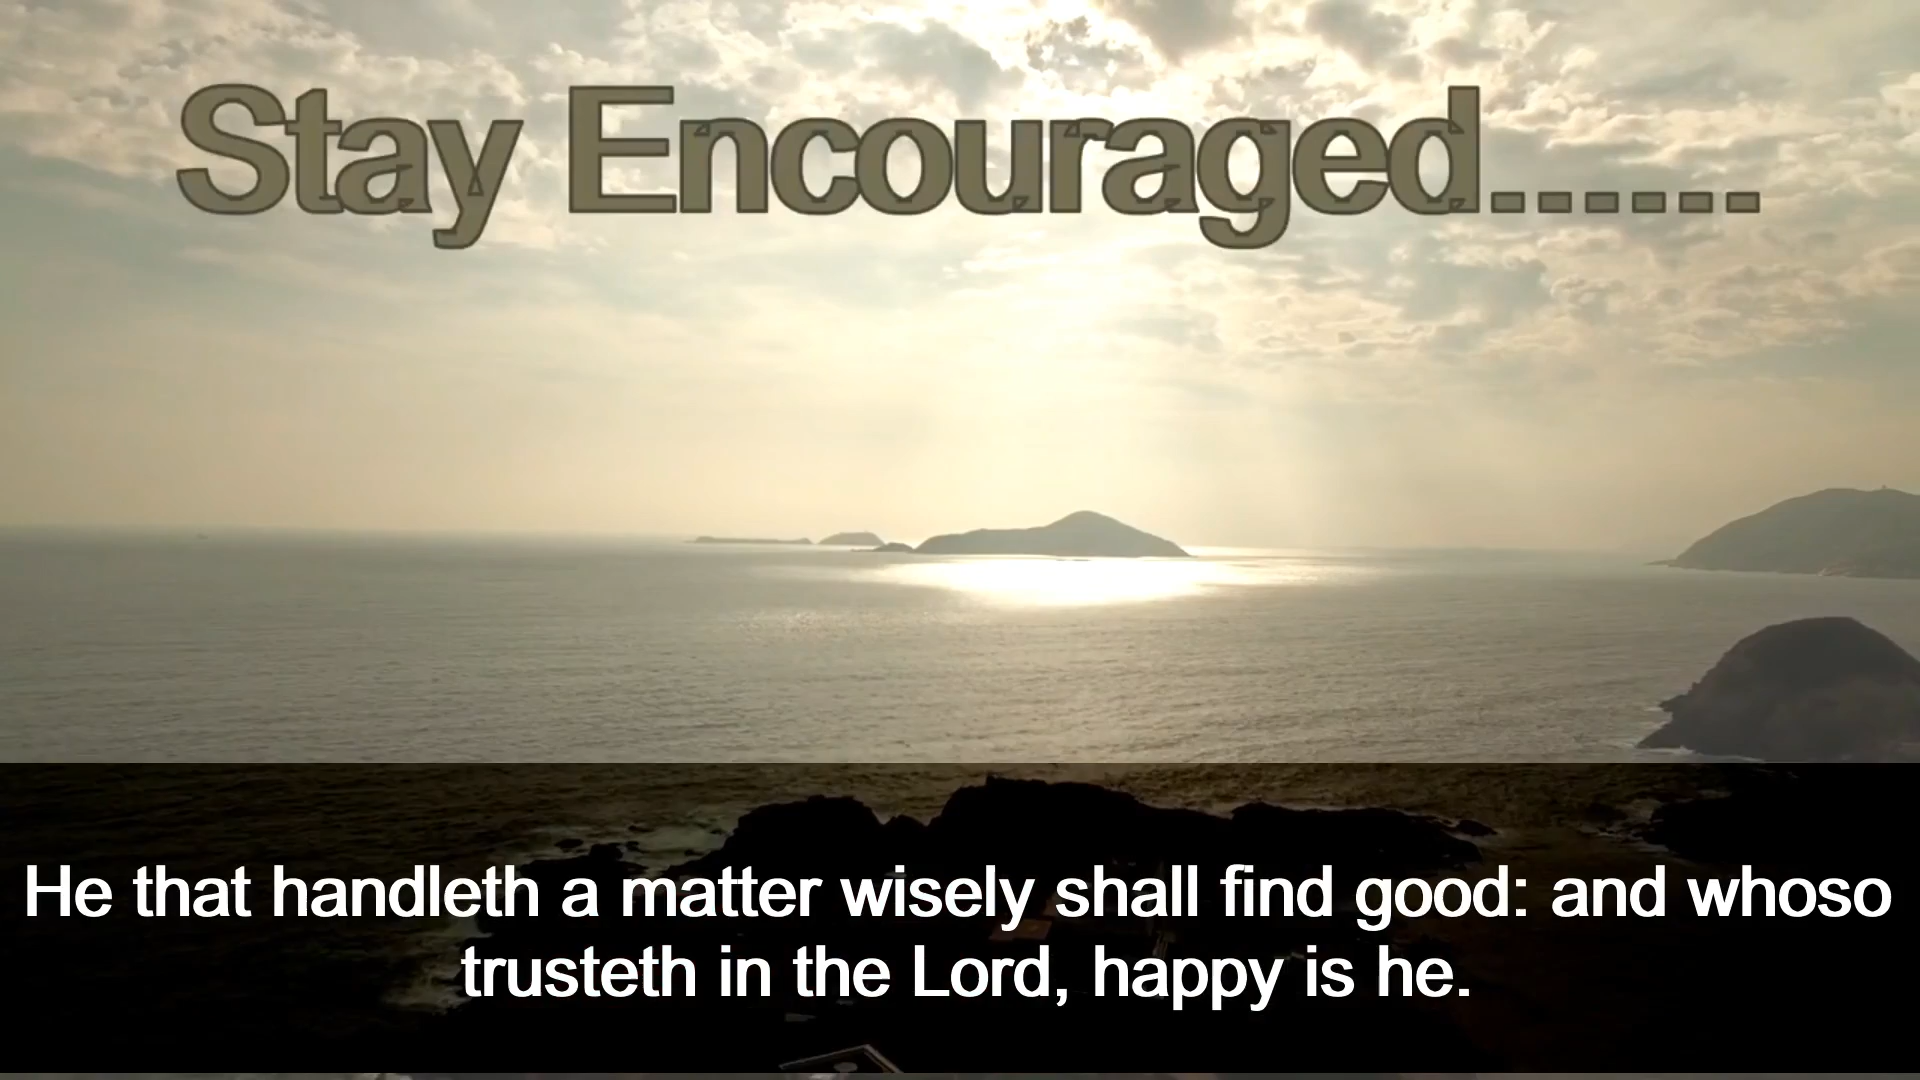 Stay Encouraged......
He that handleth a matter wisely shall find good: and whoso
trusteth in the Lord, happy is he.